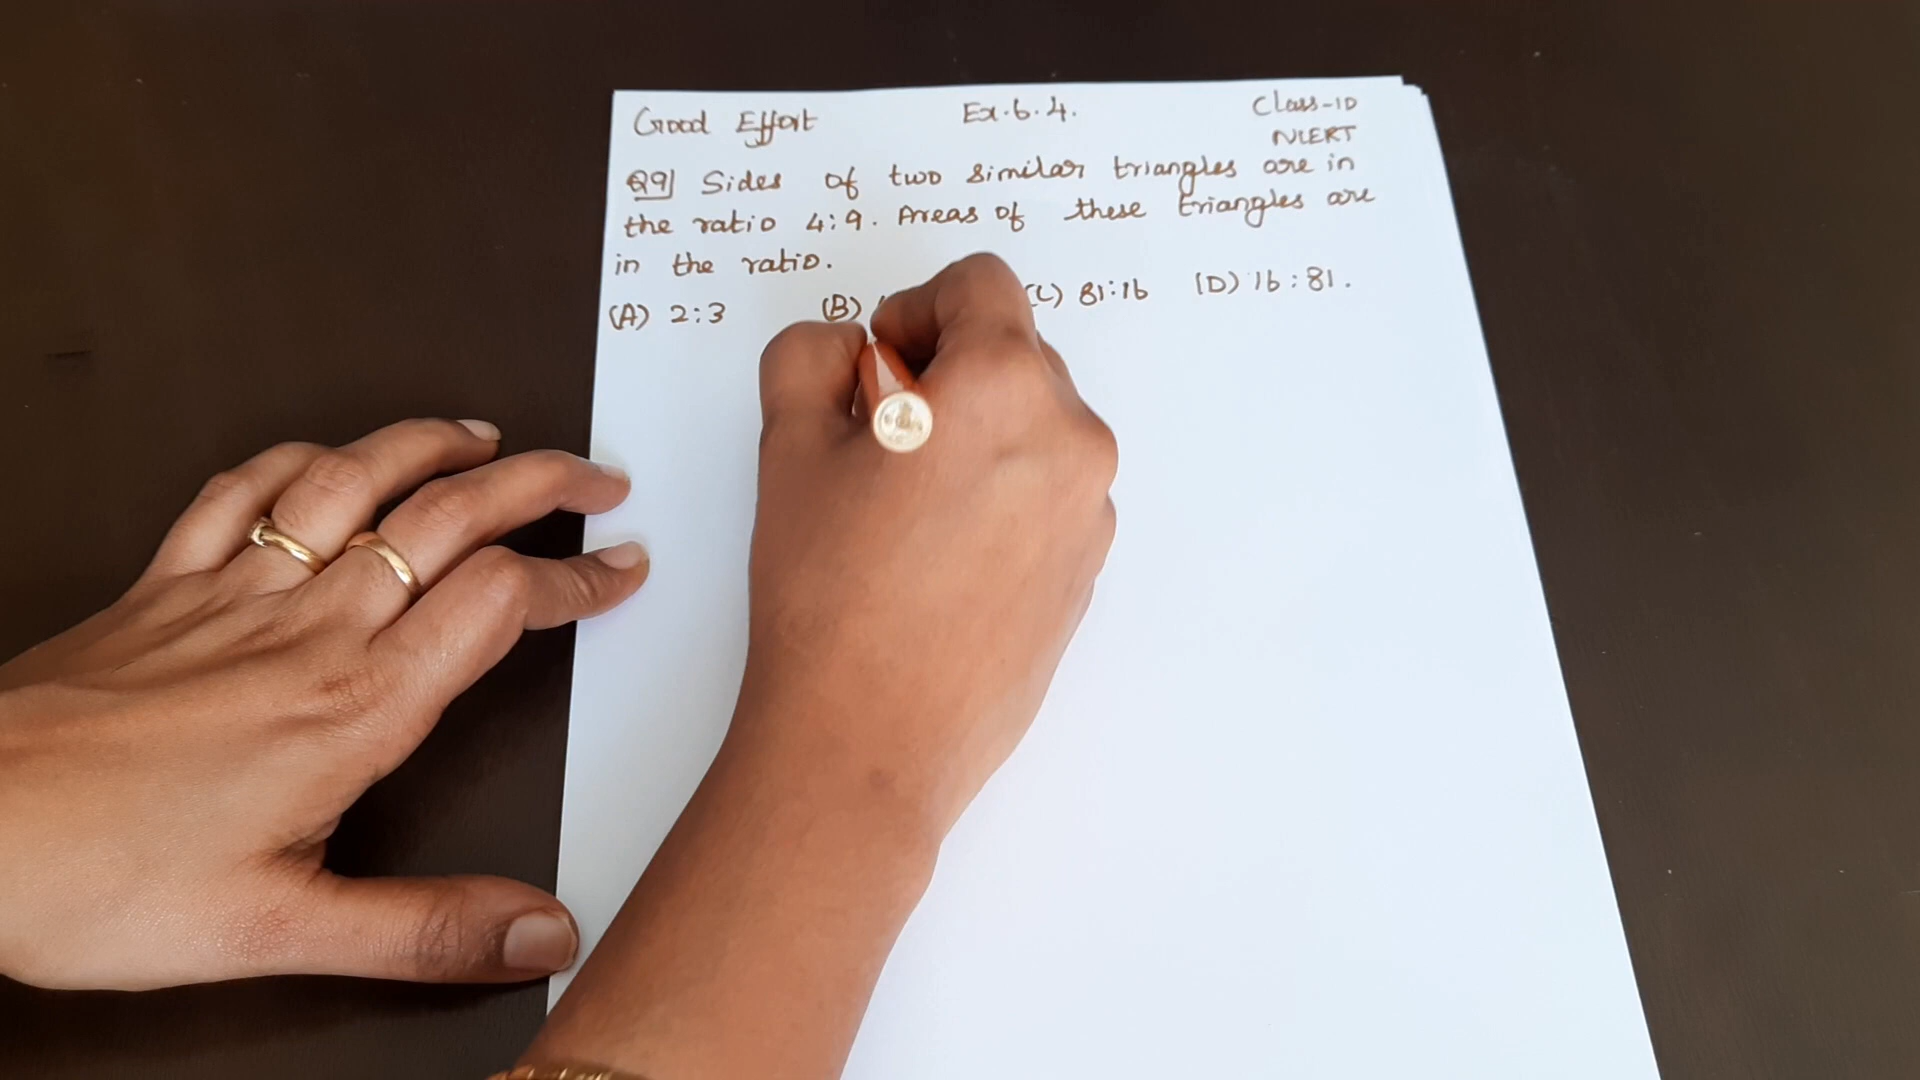 Good Effort Ex.6.4. Class-10
NCERT
Q9] Sides of two similar triangles are in
the ratio 4:9. Areas of these triangles are
in the ratio.
(A) 2:3 (B) (C) 81:16 (D) 16:81.